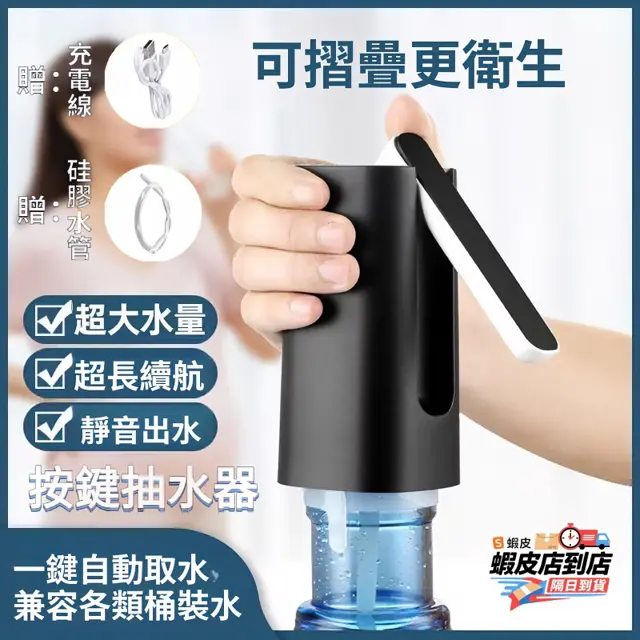 可摺疊更衛生
贈：充電線
贈：硅膠水管
超大水量
超長續航
靜音出水
按鍵抽水器
一鍵自動取水，
兼容各類桶裝水
S 蝦皮
蝦皮店到店
隔日到貨